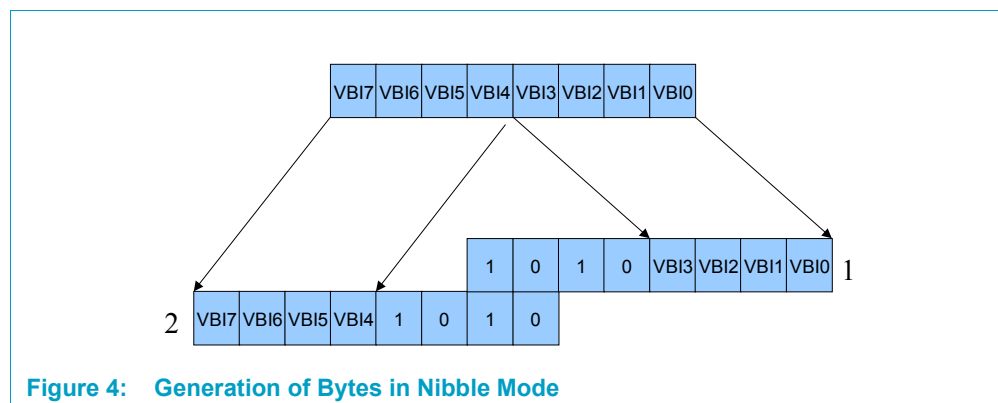 VBI7 VBI6 VBI5 VBI4 VBI3 VBI2 VBI1 VBI0
1 0 1 0 VBI3 VBI2 VBI1 VBI0 1
2 VBI7 VBI6 VBI5 VBI4 1 0 1 0
Figure 4: Generation of Bytes in Nibble Mode